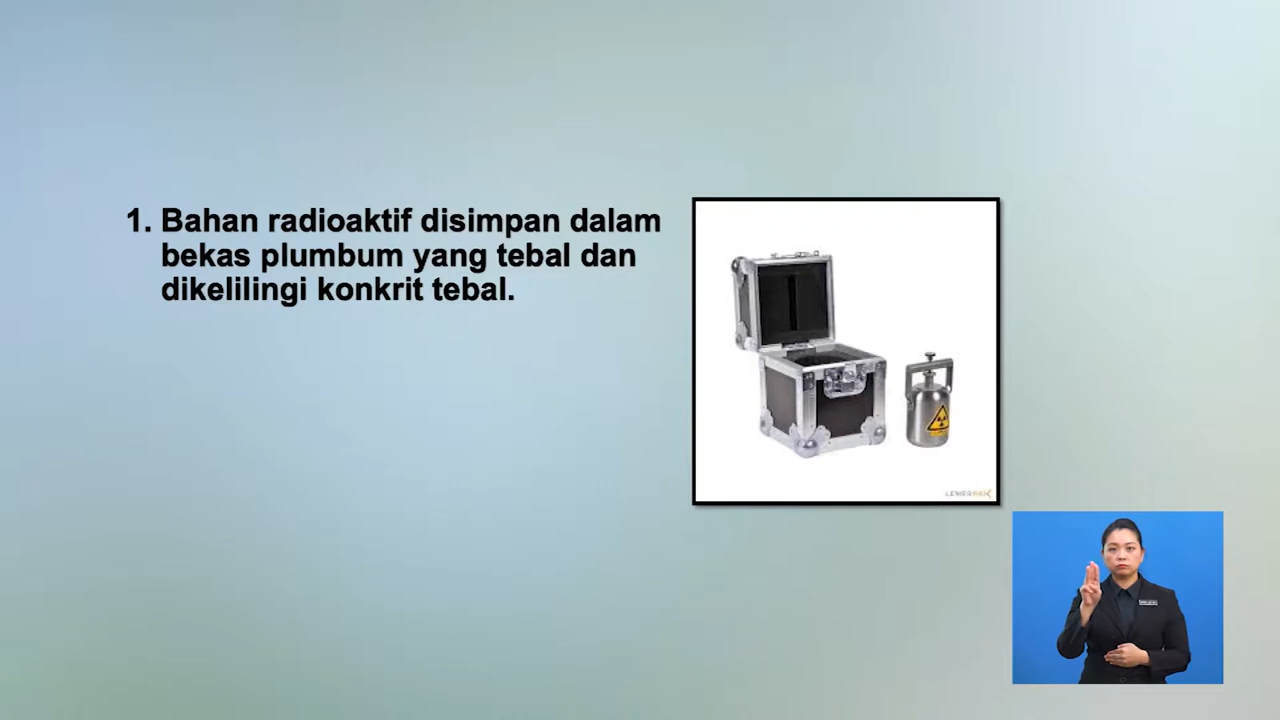 1. Bahan radioaktif disimpan dalam
bekas plumbum yang tebal dan
dikelilingi konkrit tebal.